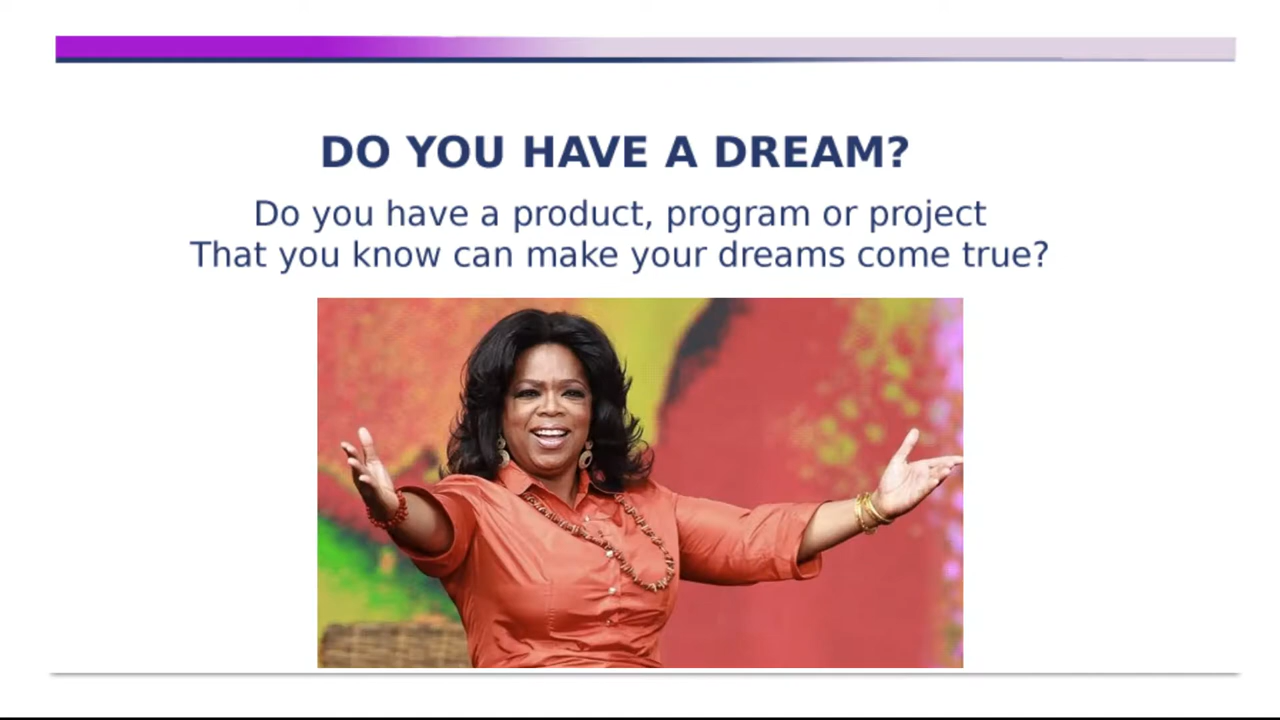 DO YOU HAVE A DREAM?
Do you have a product, program or project
That you know can make your dreams come true?